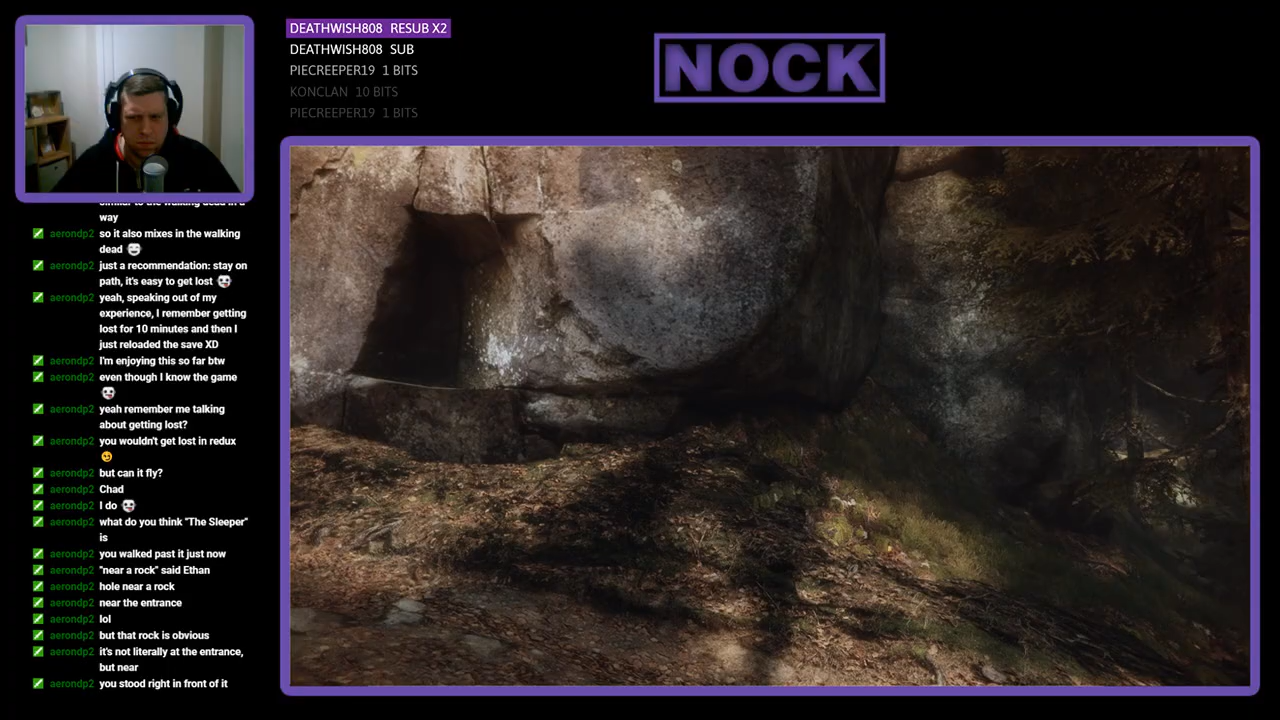 DEATHWISH808 RESUB X2
DEATHWISH808 SUB
PIECREEPER19 1 BITS
KONCLAN 10 BITS
PIECREEPER19 1 BITS
NOCK
similar to the walking dead in a
way
aerondp2 so it also mixes in the walking
dead
aerondp2 just a recommendation: stay on
path, it's easy to get lost
aerondp2 yeah, speaking out of my
experience, I remember getting
lost for 10 minutes and then I
just reloaded the save XD
aerondp2 I'm enjoying this so far btw
aerondp2 even though I know the game
aerondp2 yeah remember me talking
about getting lost?
aerondp2 you wouldn't get lost in redux
aerondp2 but can it fly?
aerondp2 Chad
aerondp2 I do
aerondp2 what do you think "The Sleeper"
is
aerondp2 you walked past it just now
aerondp2 "near a rock" said Ethan
aerondp2 hole near a rock
aerondp2 near the entrance
aerondp2 lol
aerondp2 but that rock is obvious
aerondp2 it's not literally at the entrance,
but near
aerondp2 you stood right in front of it